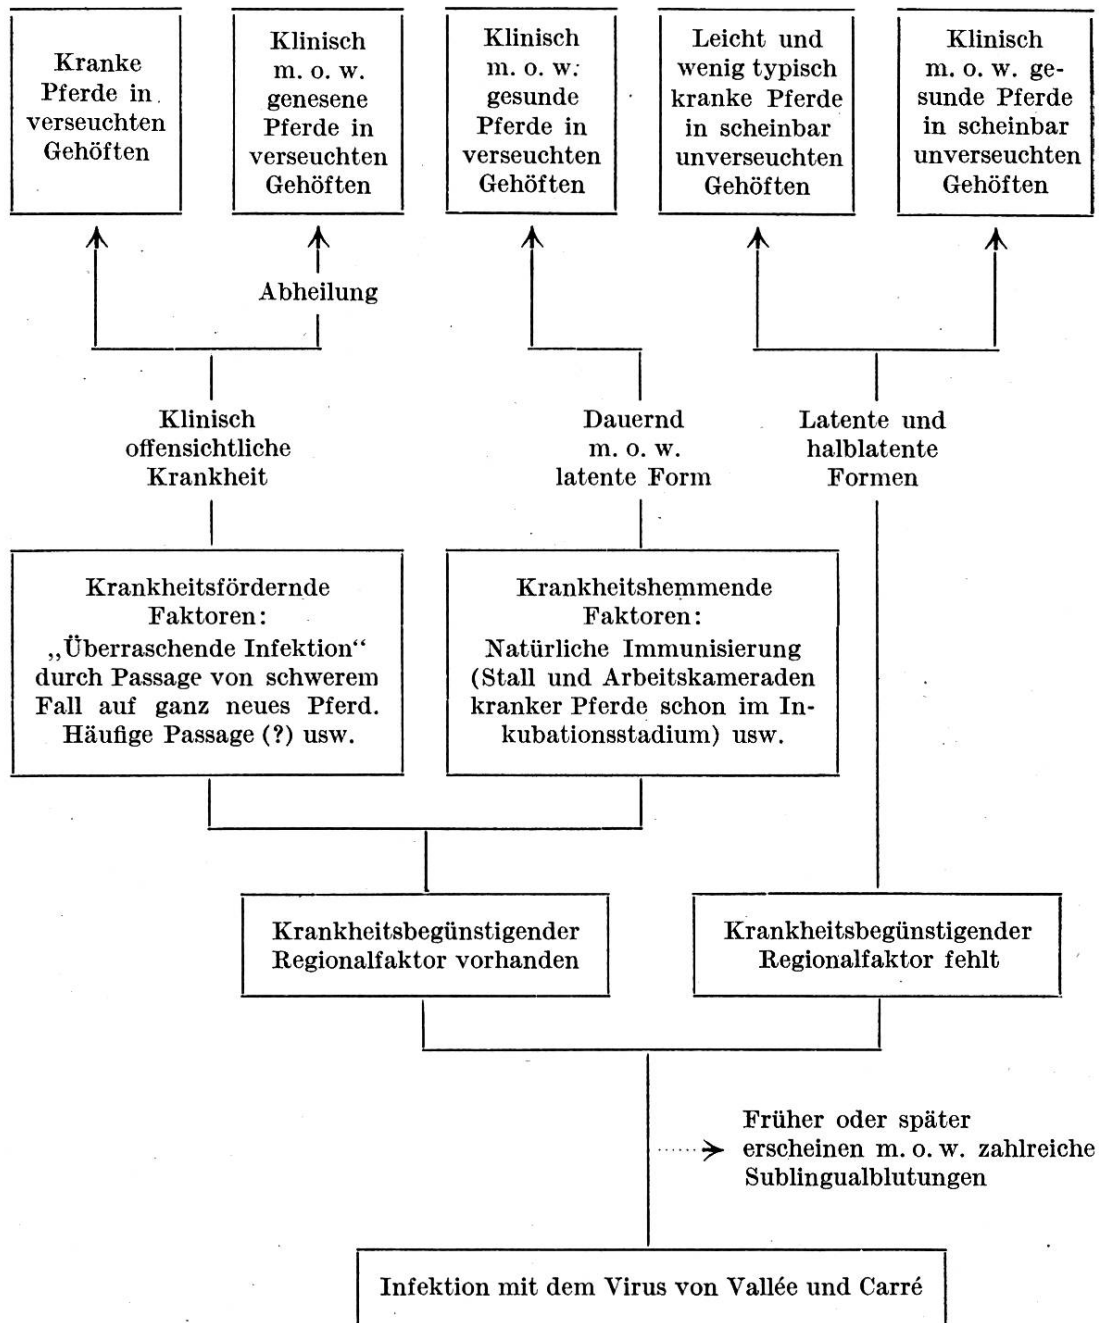 Kranke
Pferde in
verseuchten
Gehöften
Klinisch
m. o. w.
genesene
Pferde in
verseuchten
Gehöften
Klinisch
m. o. w.
gesunde
Pferde in
verseuchten
Gehöften
Leicht und
wenig typisch
kranke Pferde
in scheinbar
unverseuchten
Gehöften
Klinisch
m. o. w. ge-
sunde Pferde
in scheinbar
unverseuchten
Gehöften
Abheilung
Klinisch
offensichtliche
Krankheit
Dauernd
m. o. w.
latente Form
Latente und
halblatente
Formen
Krankheitsfördernde
Faktoren:
„Überraschende Infektion“
durch Passage von schwerem
Fall auf ganz neues Pferd.
Häufige Passage (?) usw.
Krankheitshemmende
Faktoren:
Natürliche Immunisierung
(Stall und Arbeitskameraden
kranker Pferde schon im In-
kubationsstadium) usw.
Krankheitsbegünstigender
Regionalfaktor vorhanden
Krankheitsbegünstigender
Regionalfaktor fehlt
Früher oder später
erscheinen m. o. w. zahlreiche
Sublingualblutungen
Infektion mit dem Virus von Vallée und Carré